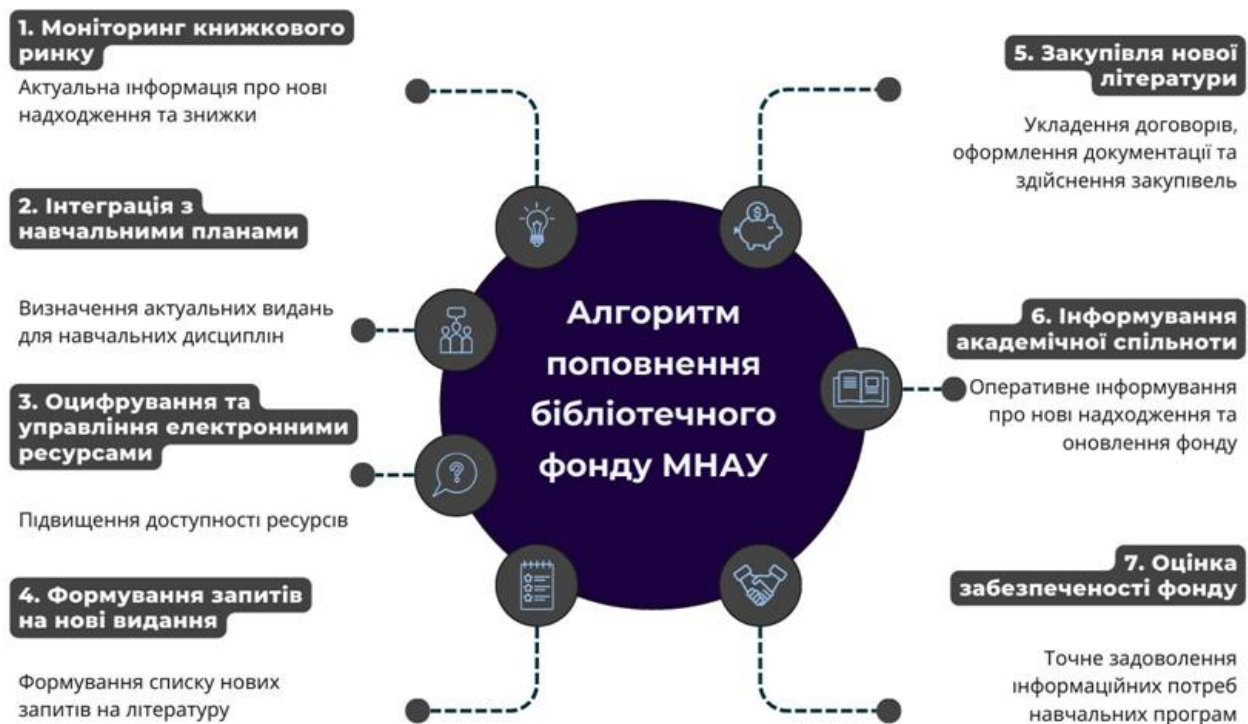 1. Моніторинг книжкового
ринку
Актуальна інформація про нові
надходження та знижки
2. Інтеграція з
навчальними планами
Визначення актуальних видань
для навчальних дисциплін
3. Оцифрування та
управління електронними
ресурсами
Підвищення доступності ресурсів
4. Формування запитів
на нові видання
Формування списку нових
запитів на літературу
Алгоритм
поповнення
бібліотечного
фонду МНАУ
5. Закупівля нової
літератури
Укладення договорів,
оформлення документації та
здійснення закупівель
6. Інформування
академічної спільноти
Оперативне інформування
про нові надходження та
оновлення фонду
7. Оцінка
забезпеченості фонду
Точне задоволення
інформаційних потреб
навчальних програм